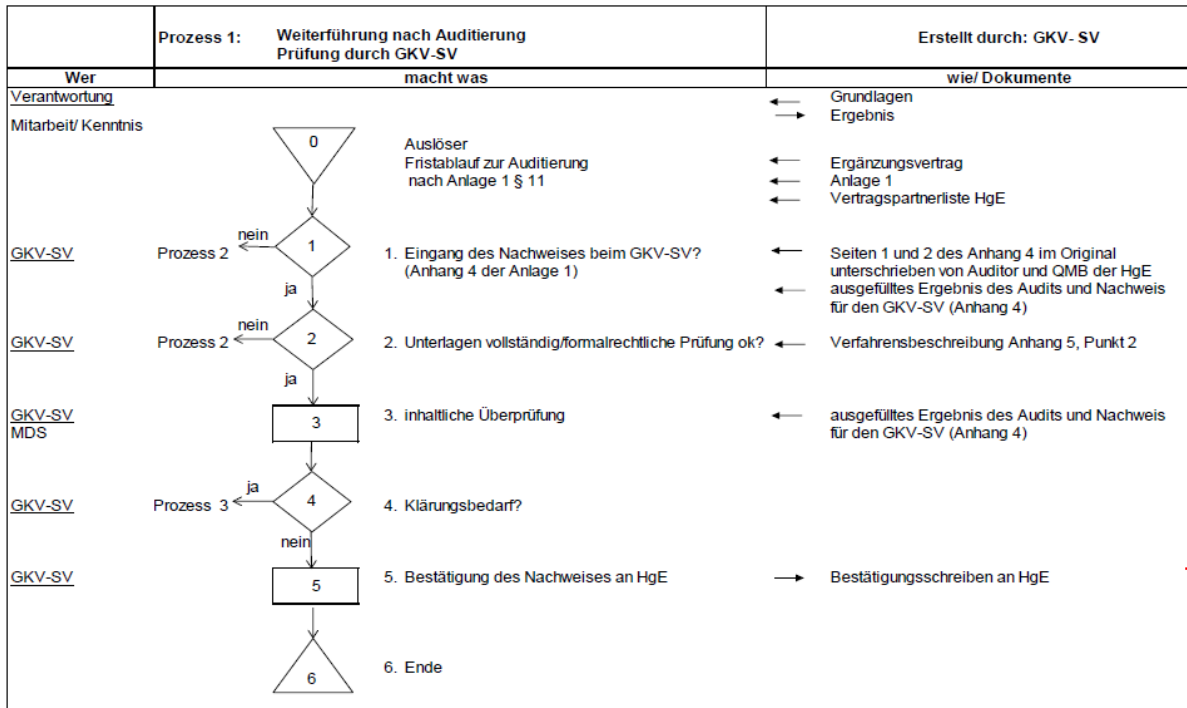 Prozess 1: Weiterführung nach Auditierung
Prüfung durch GKV-SV
Erstellt durch: GKV- SV
Wer macht was wie/ Dokumente
Verantwortung
Mitarbeit/ Kenntnis
← Grundlagen
→ Ergebnis
0
Auslöser
Fristablauf zur Auditierung
nach Anlage 1 § 11
← Ergänzungsvertrag
← Anlage 1
← Vertragspartnerliste HgE
GKV-SV
Prozess 2
nein
1
ja
1. Eingang des Nachweises beim GKV-SV?
(Anhang 4 der Anlage 1)
← Seiten 1 und 2 des Anhang 4 im Original
unterschrieben von Auditor und QMB der HgE
← ausgefülltes Ergebnis des Audits und Nachweis
für den GKV-SV (Anhang 4)
GKV-SV
Prozess 2
nein
2
ja
2. Unterlagen vollständig/formalrechtliche Prüfung ok?
← Verfahrensbeschreibung Anhang 5, Punkt 2
GKV-SV
MDS
3
3. inhaltliche Überprüfung
← ausgefülltes Ergebnis des Audits und Nachweis
für den GKV-SV (Anhang 4)
GKV-SV
Prozess 3
ja
4
nein
4. Klärungsbedarf?
GKV-SV
5
5. Bestätigung des Nachweises an HgE
→ Bestätigungsschreiben an HgE
6
6. Ende